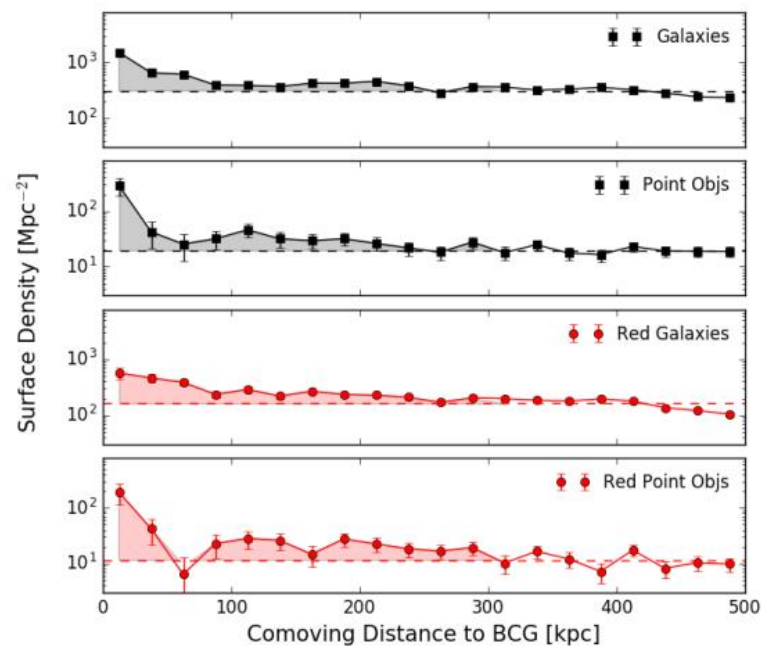 Surface Density [Mpc⁻²]
10³
10²
Galaxies
10²
10¹
Point Objs
10³
10²
Red Galaxies
10²
10¹
Red Point Objs
0 100 200 300 400 500
Comoving Distance to BCG [kpc]